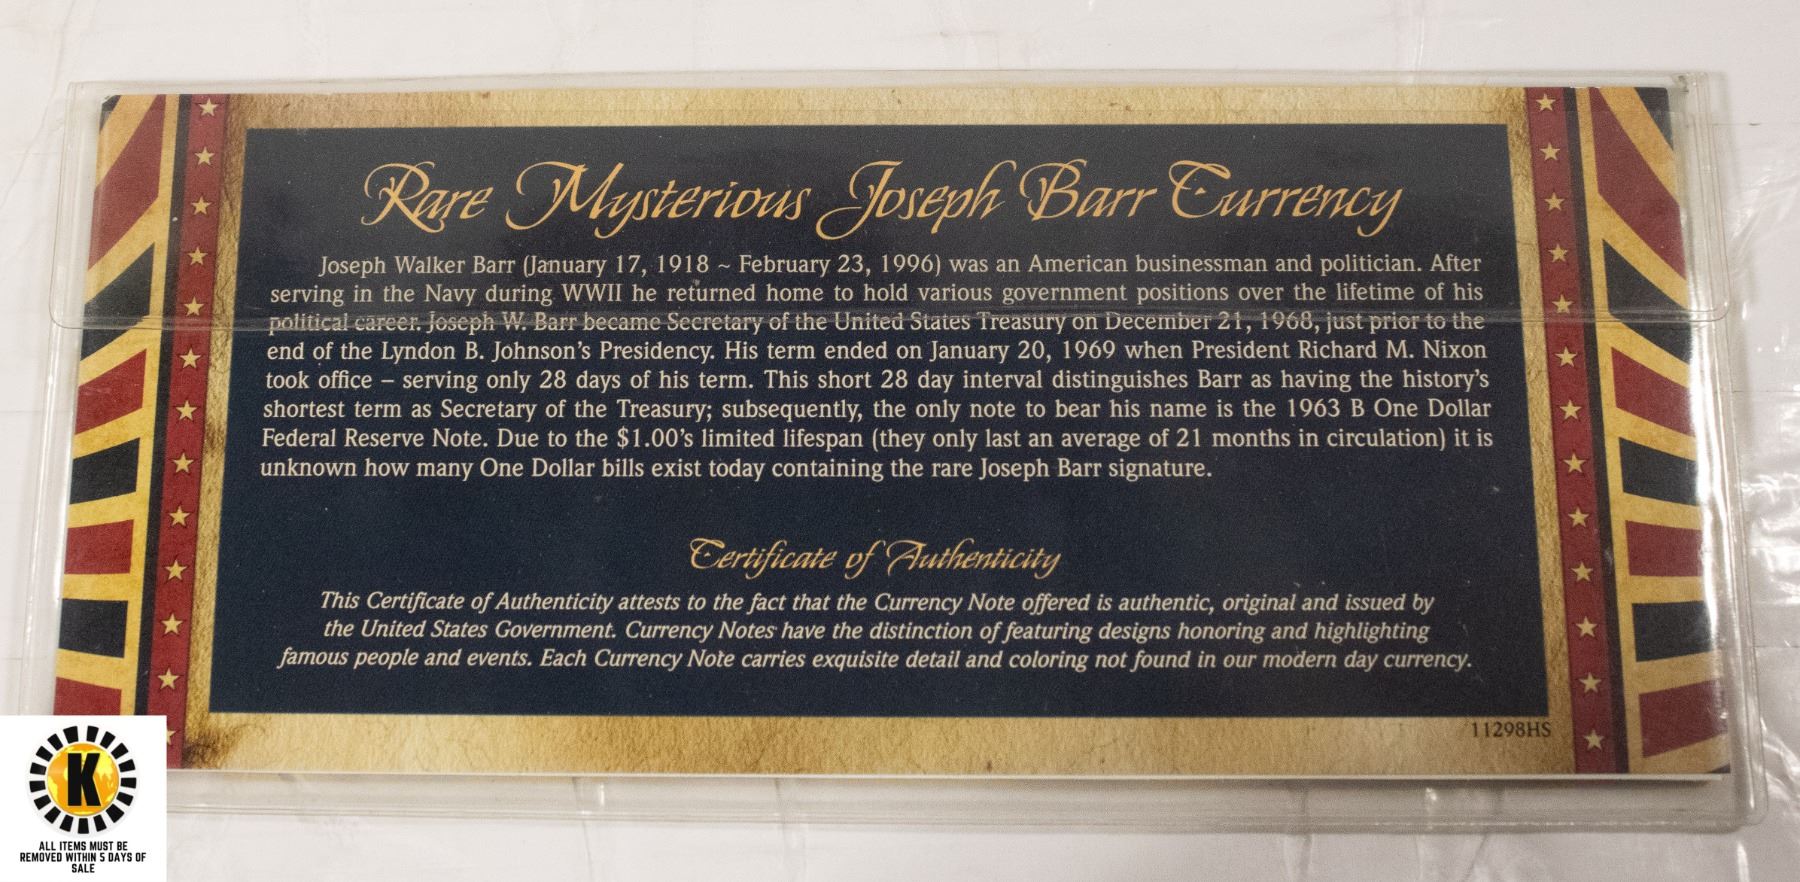 Rare Mysterious Joseph Barr Currency
Joseph Walker Barr (January 17, 1918 ~ February 23, 1996) was an American businessman and politician. After
serving in the Navy during WWII he returned home to hold various government positions over the lifetime of his
political career. Joseph W. Barr became Secretary of the United States Treasury on December 21, 1968, just prior to the
end of the Lyndon B. Johnson's Presidency. His term ended on January 20, 1969 when President Richard M. Nixon
took office – serving only 28 days of his term. This short 28 day interval distinguishes Barr as having the history's
shortest term as Secretary of the Treasury; subsequently, the only note to bear his name is the 1963 B One Dollar
Federal Reserve Note. Due to the $1.00's limited lifespan (they only last an average of 21 months in circulation) it is
unknown how many One Dollar bills exist today containing the rare Joseph Barr signature.
Certificate of Authenticity
This Certificate of Authenticity attests to the fact that the Currency Note offered is authentic, original and issued by
the United States Government. Currency Notes have the distinction of featuring designs honoring and highlighting
famous people and events. Each Currency Note carries exquisite detail and coloring not found in our modern day currency.
11298HS
K
ALL ITEMS MUST BE
REMOVED WITHIN 5 DAYS OF
SALE